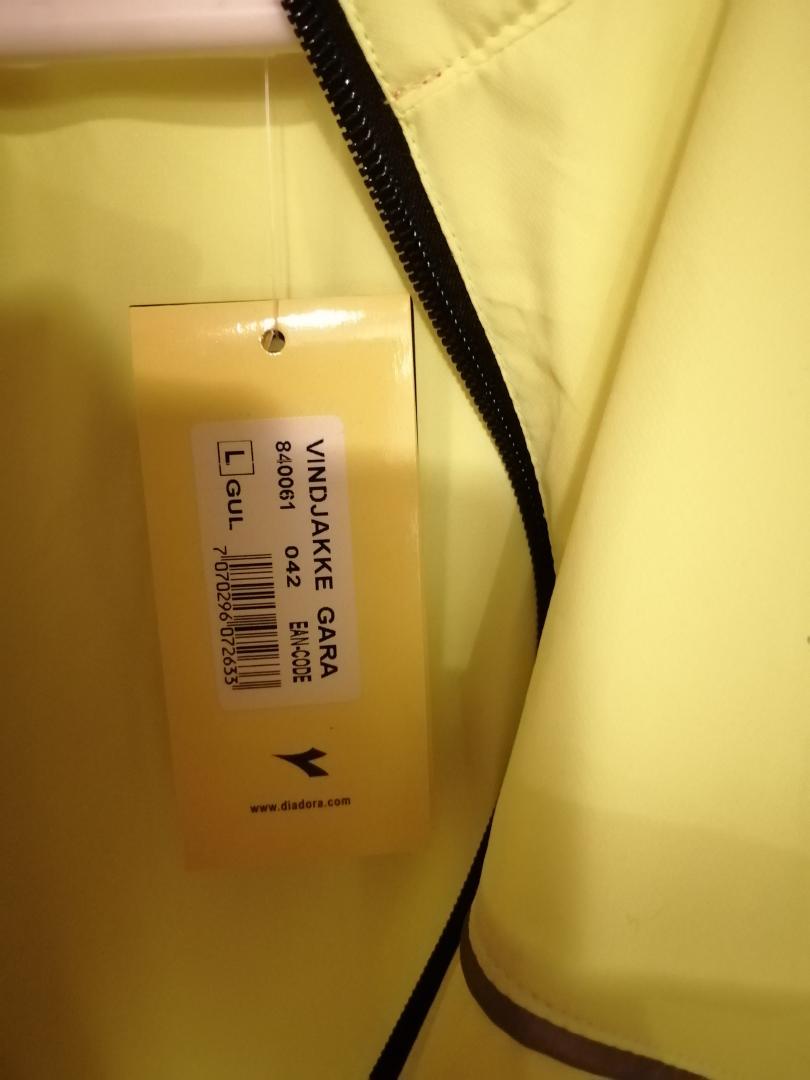 VINDJAKKE GARA
840061 042 EAN-CODE
L GUL
7 070296 072633
www.diadora.com